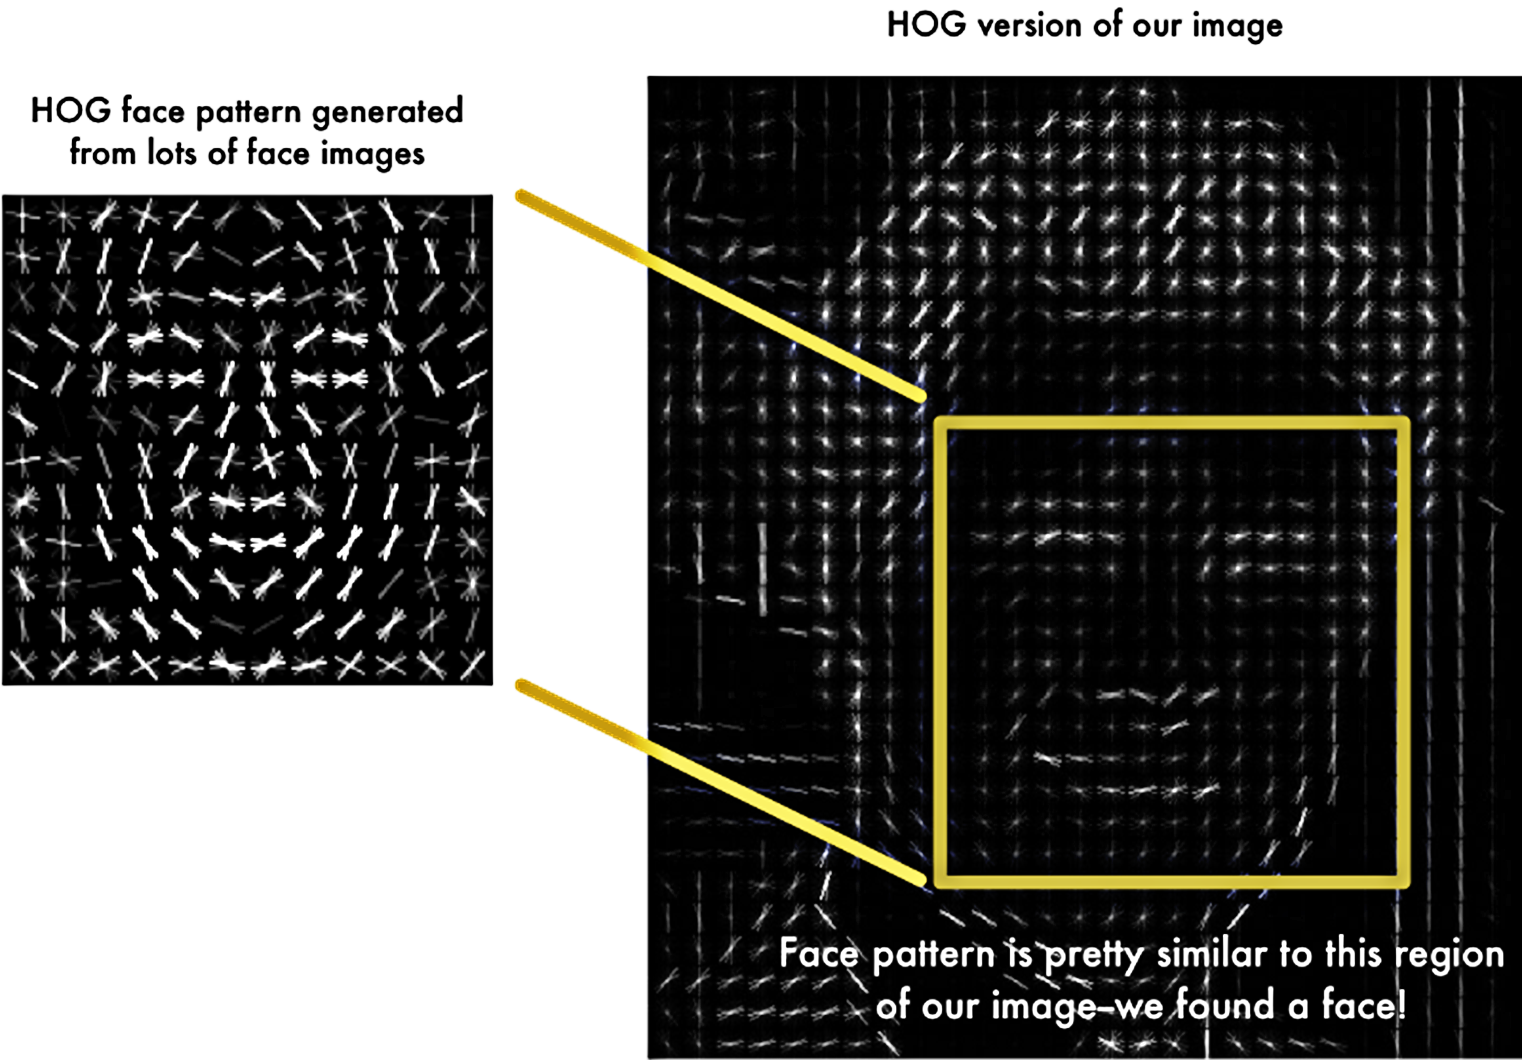 HOG version of our image
HOG face pattern generated
from lots of face images
Face pattern is pretty similar to this region
of our image–we found a face!